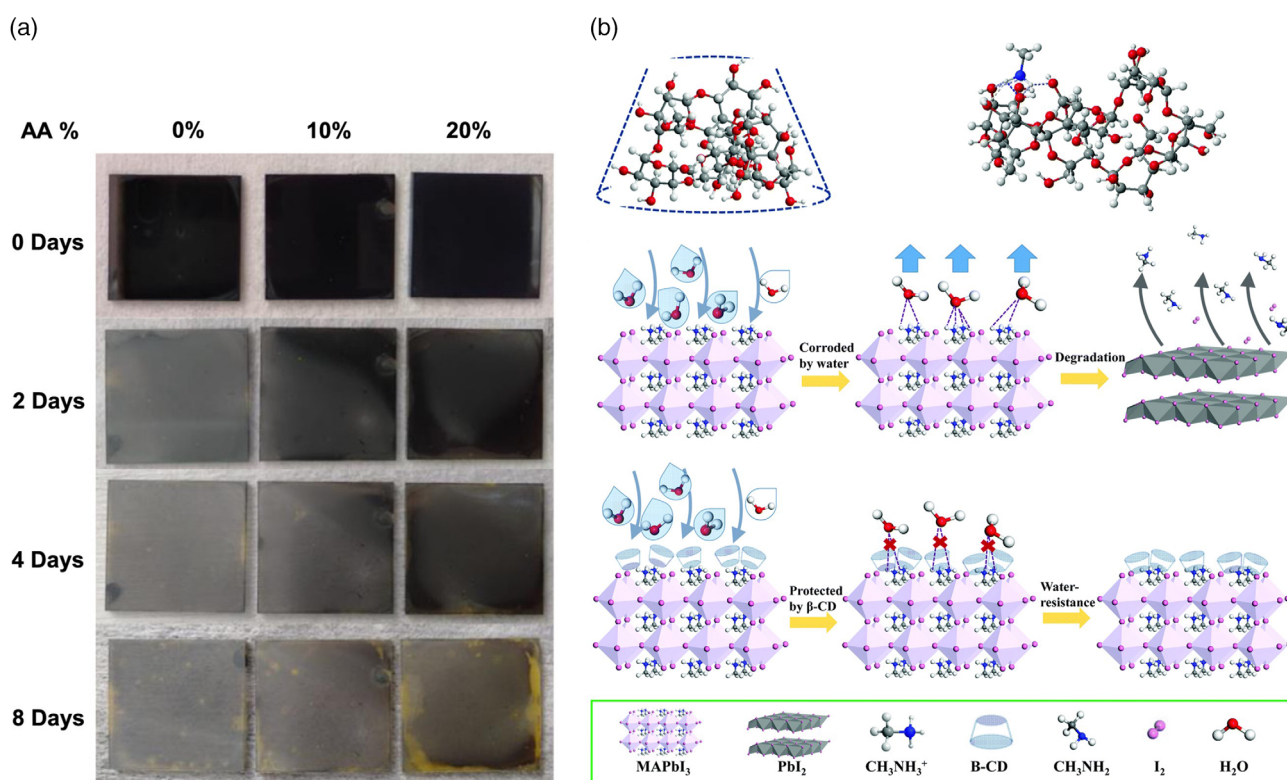 (a)
AA %
0%
10%
20%
0 Days
2 Days
4 Days
8 Days
(b)
Corroded
by water
Degradation
Protected
by β-CD
Water-
resistance
MAPbI₃
PbI₂
CH₃NH₃⁺
B-CD
CH₃NH₂
I₂
H₂O